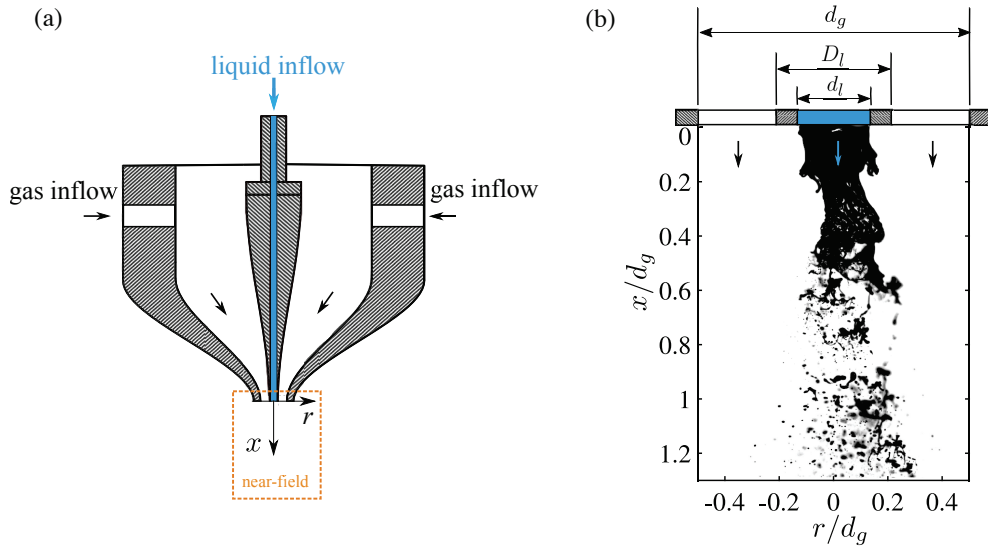 (a)
liquid inflow
gas inflow
gas inflow
r
x
near-field
(b)
d_g
D_l
d_l
0
0.2
0.4
0.6
0.8
1
1.2
x/d_g
-0.4
-0.2
0
0.2
0.4
r/d_g